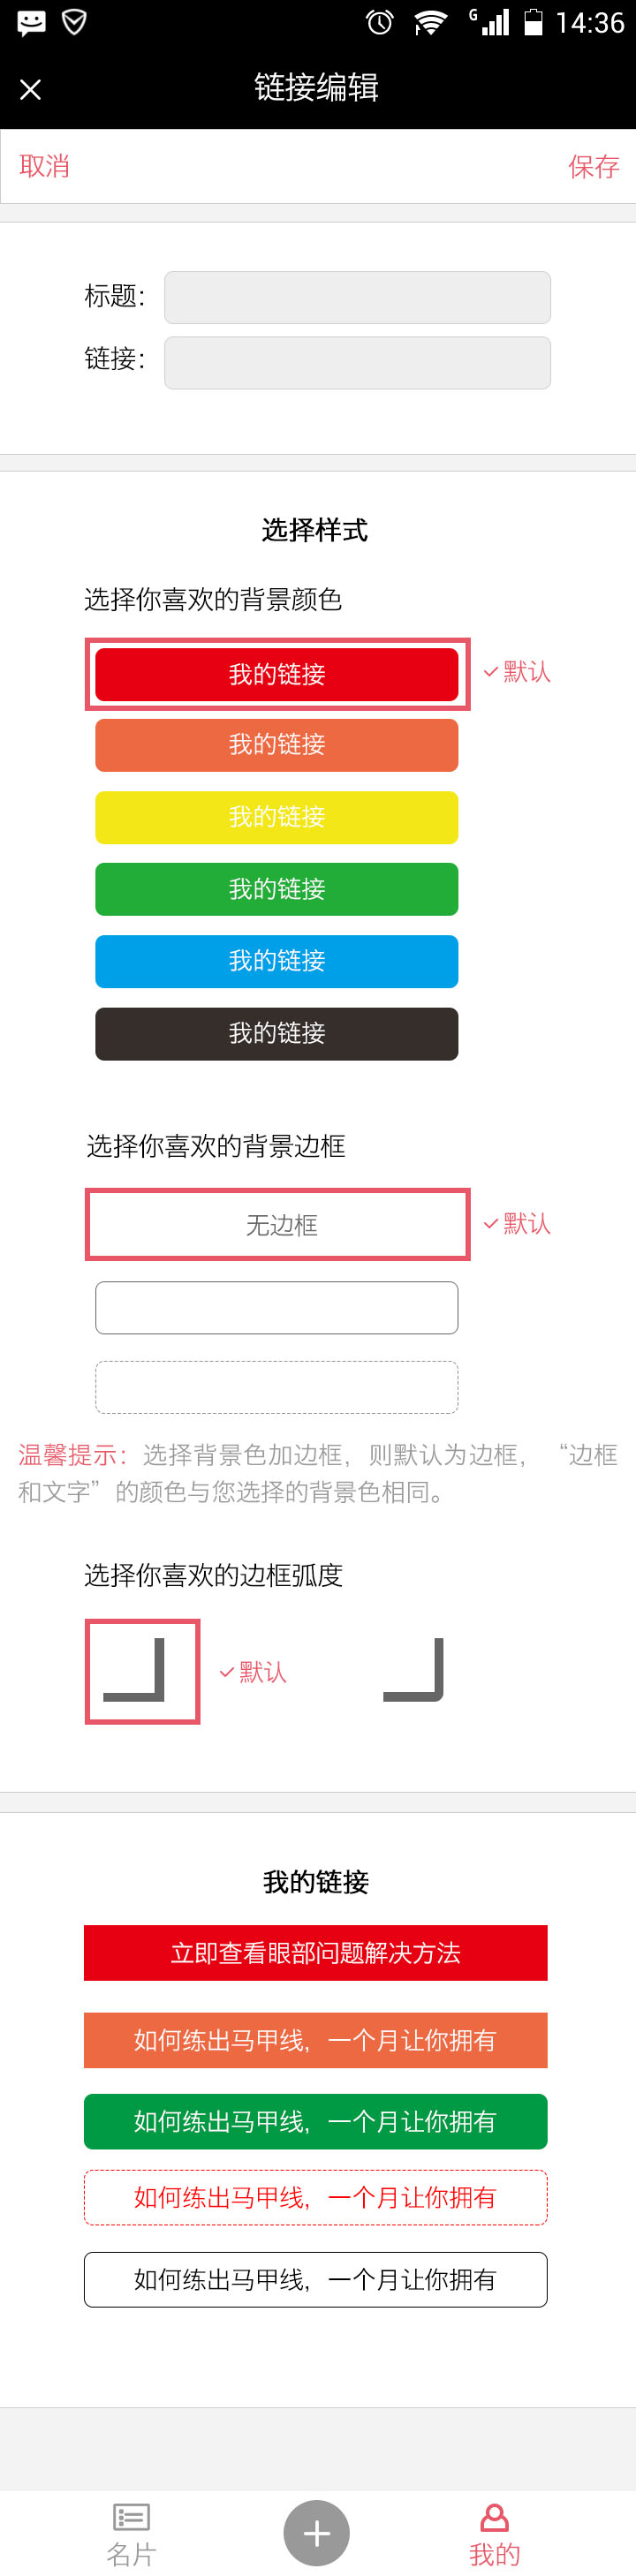 G 14:36
链接编辑
取消 保存
标题：
链接：
选择样式
选择你喜欢的背景颜色
我的链接 默认
我的链接
我的链接
我的链接
我的链接
我的链接
选择你喜欢的背景边框
无边框 默认
温馨提示：选择背景色加边框，则默认为边框，“边框
和文字”的颜色与您选择的背景色相同。
选择你喜欢的边框弧度
默认
我的链接
立即查看眼部问题解决方法
如何练出马甲线，一个月让你拥有
如何练出马甲线，一个月让你拥有
如何练出马甲线，一个月让你拥有
如何练出马甲线，一个月让你拥有
名片 我的